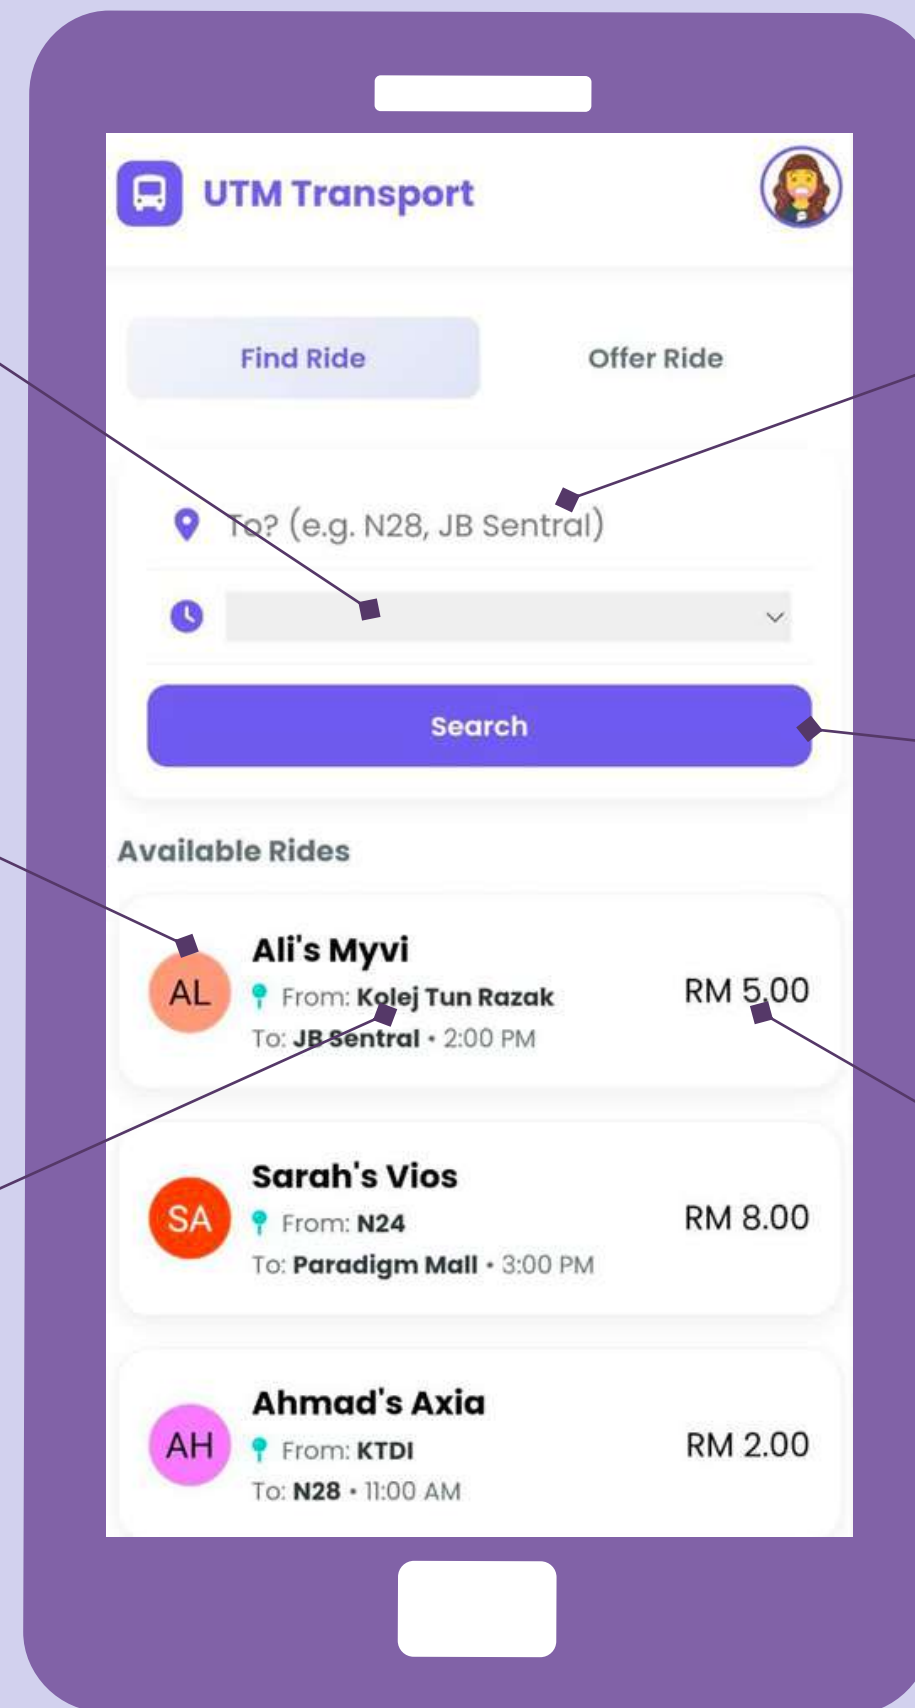 UTM Transport
Find Ride
Offer Ride
To? (e.g. N28, JB Sentral)
Search
Available Rides
AL
Ali's Myvi
From: Kolej Tun Razak
To: JB Sentral • 2:00 PM
RM 5.00
SA
Sarah's Vios
From: N24
To: Paradigm Mall • 3:00 PM
RM 8.00
AH
Ahmad's Axia
From: KTDI
To: N28 • 11:00 AM
RM 2.00